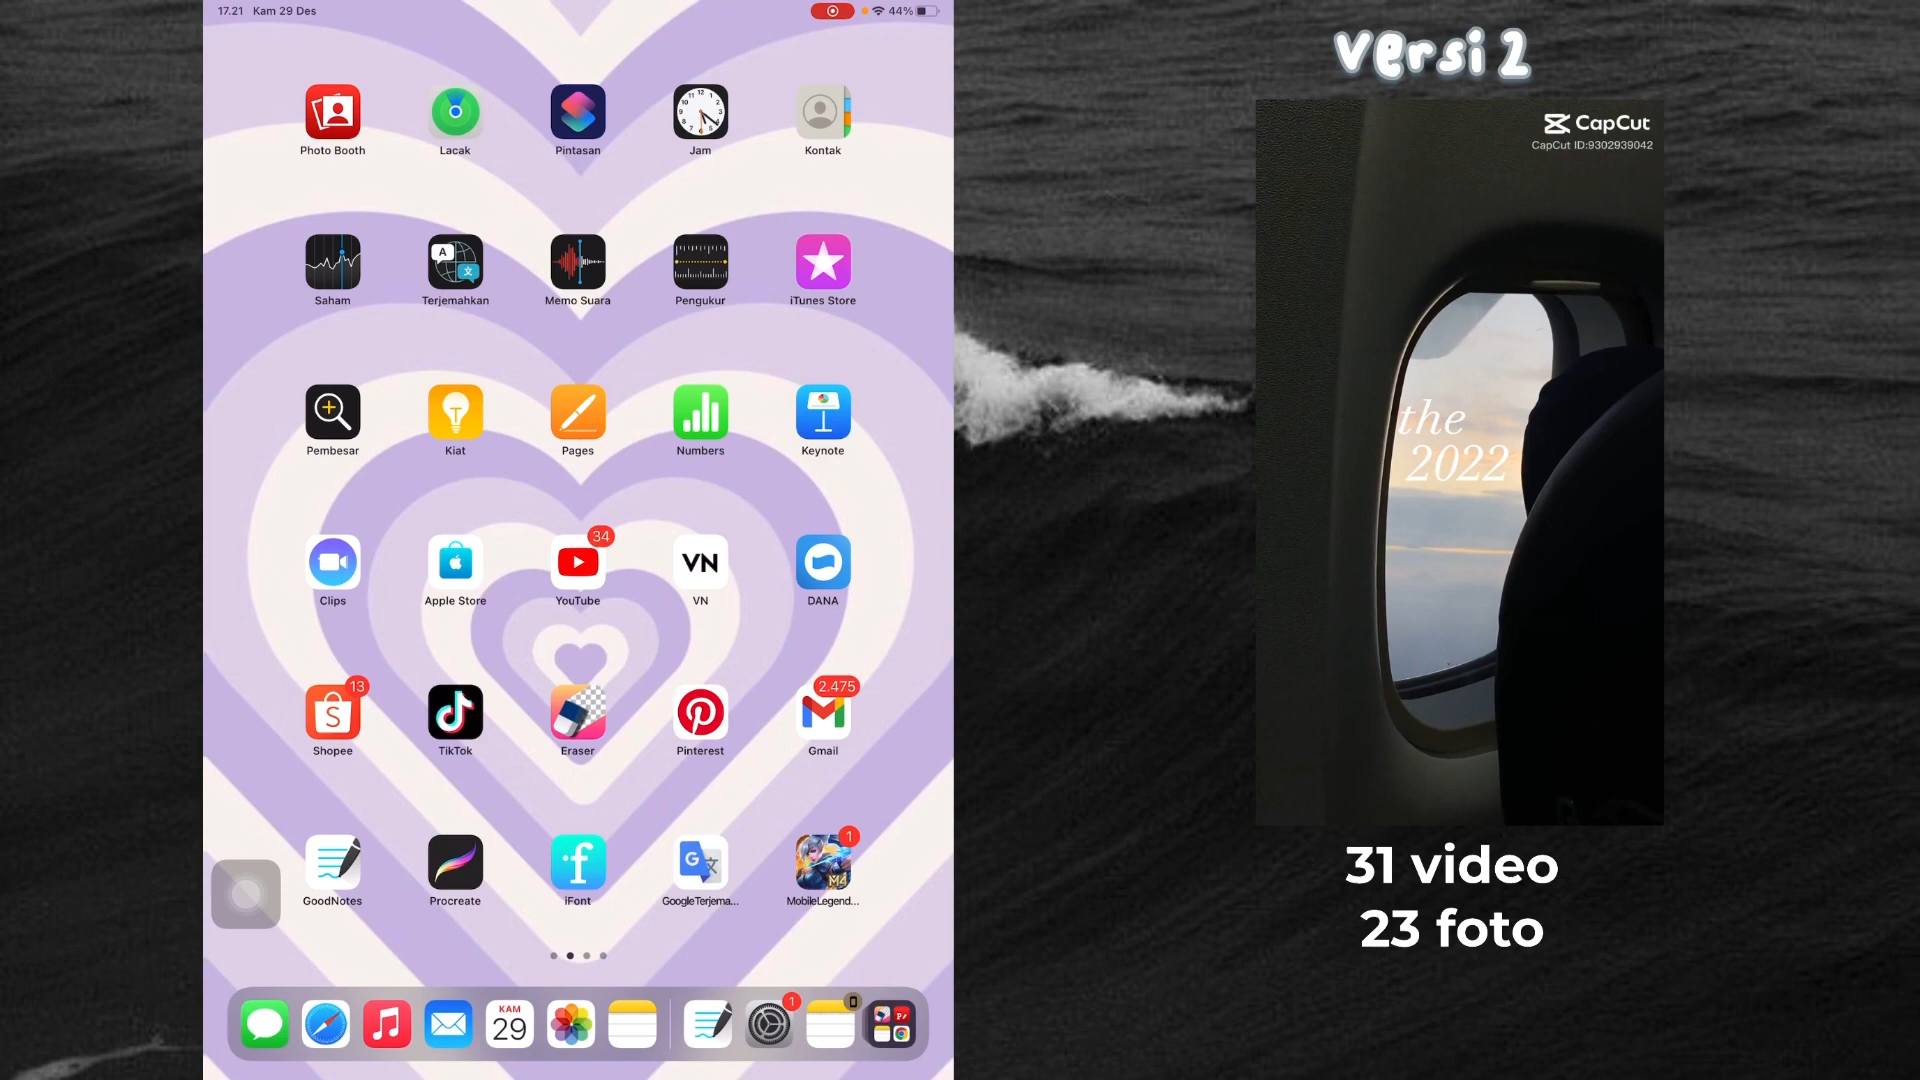 17.21 Kam 29 Des
44%
Photo Booth
Lacak
Pintasan
Jam
Kontak
Saham
Terjemahkan
Memo Suara
Pengukur
iTunes Store
Pembesar
Kiat
Pages
Numbers
Keynote
34
VN
Clips
Apple Store
YouTube
VN
DANA
13
2.475
Shopee
TikTok
Eraser
Pinterest
Gmail
1
M4
GoodNotes
Procreate
iFont
GoogleTerjema...
MobileLegend...
KAM
29
1
versi 2
CapCut
CapCut ID:9302939042
the
2022
31 video
23 foto